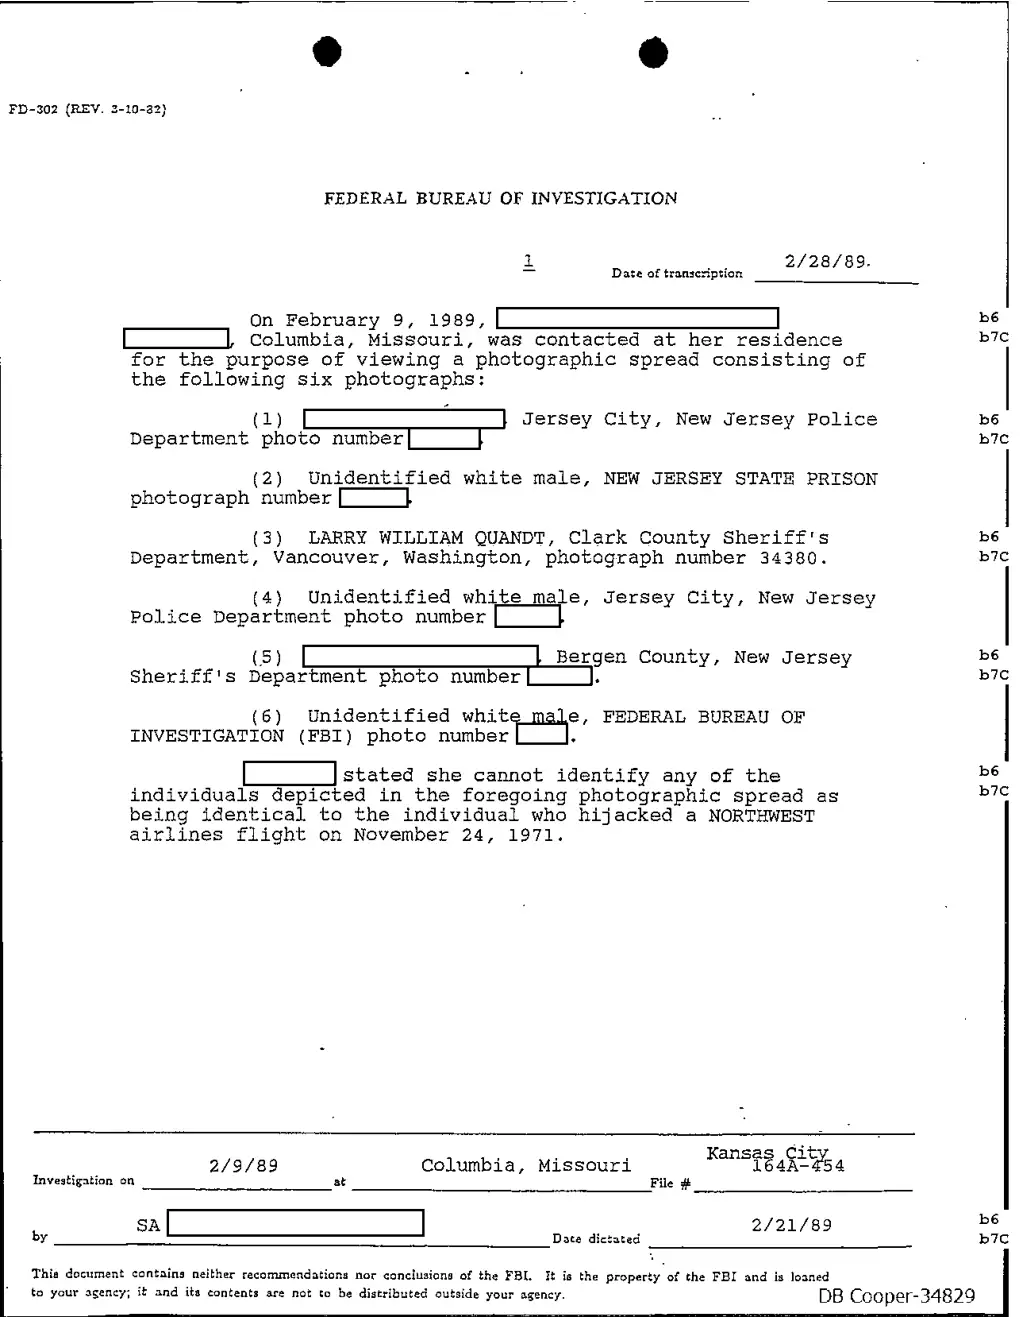 FD-302 (REV. 3-10-82)
FEDERAL BUREAU OF INVESTIGATION
1
Date of transcription 2/28/89
On February 9, 1989,
b6
, Columbia, Missouri, was contacted at her residence
b7C
for the purpose of viewing a photographic spread consisting of
the following six photographs:
(1) Jersey City, New Jersey Police
b6
Department photo number
b7C
(2) Unidentified white male, NEW JERSEY STATE PRISON
photograph number .
(3) LARRY WILLIAM QUANDT, Clark County Sheriff's
b6
Department, Vancouver, Washington, photograph number 34380.
b7C
(4) Unidentified white male, Jersey City, New Jersey
Police Department photo number .
(5) , Bergen County, New Jersey
b6
Sheriff's Department photo number .
b7C
(6) Unidentified white male, FEDERAL BUREAU OF
INVESTIGATION (FBI) photo number .
stated she cannot identify any of the
b6
individuals depicted in the foregoing photographic spread as
b7C
being identical to the individual who hijacked a NORTHWEST
airlines flight on November 24, 1971.
Investigation on 2/9/89 at Columbia, Missouri File # Kansas City 164A-454
by SA Date dictated 2/21/89
b6
b7C
This document contains neither recommendations nor conclusions of the FBI. It is the property of the FBI and is loaned
to your agency; it and its contents are not to be distributed outside your agency.
DB Cooper-34829